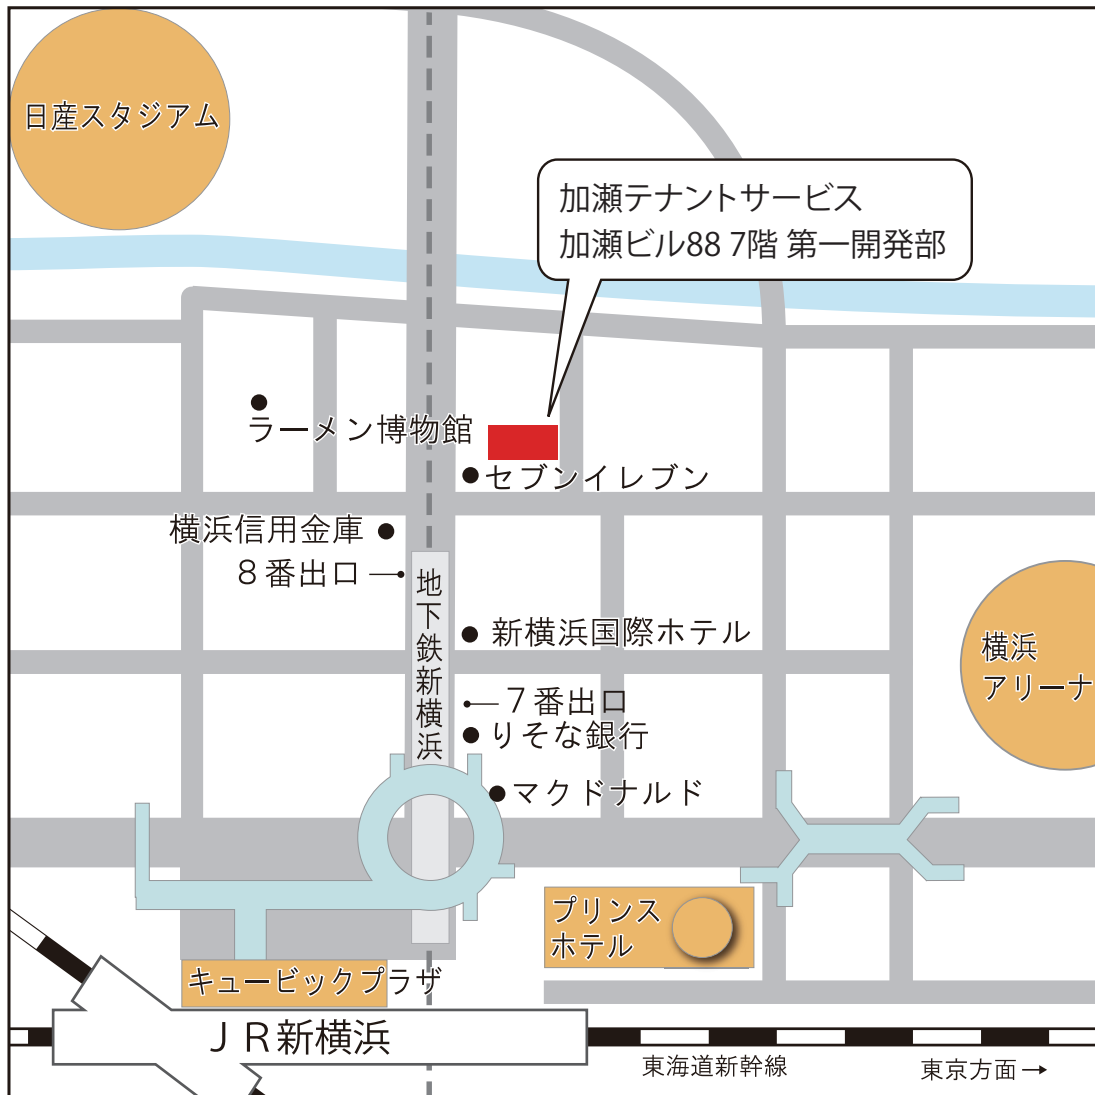 日産スタジアム
加瀬テナントサービス
加瀬ビル88 7階 第一開発部
ラーメン博物館
セブンイレブン
横浜信用金庫
８番出口
地下鉄新横浜
新横浜国際ホテル
横浜
アリーナ
７番出口
りそな銀行
マクドナルド
プリンス
ホテル
キュービックプラザ
ＪＲ新横浜
東海道新幹線
東京方面→